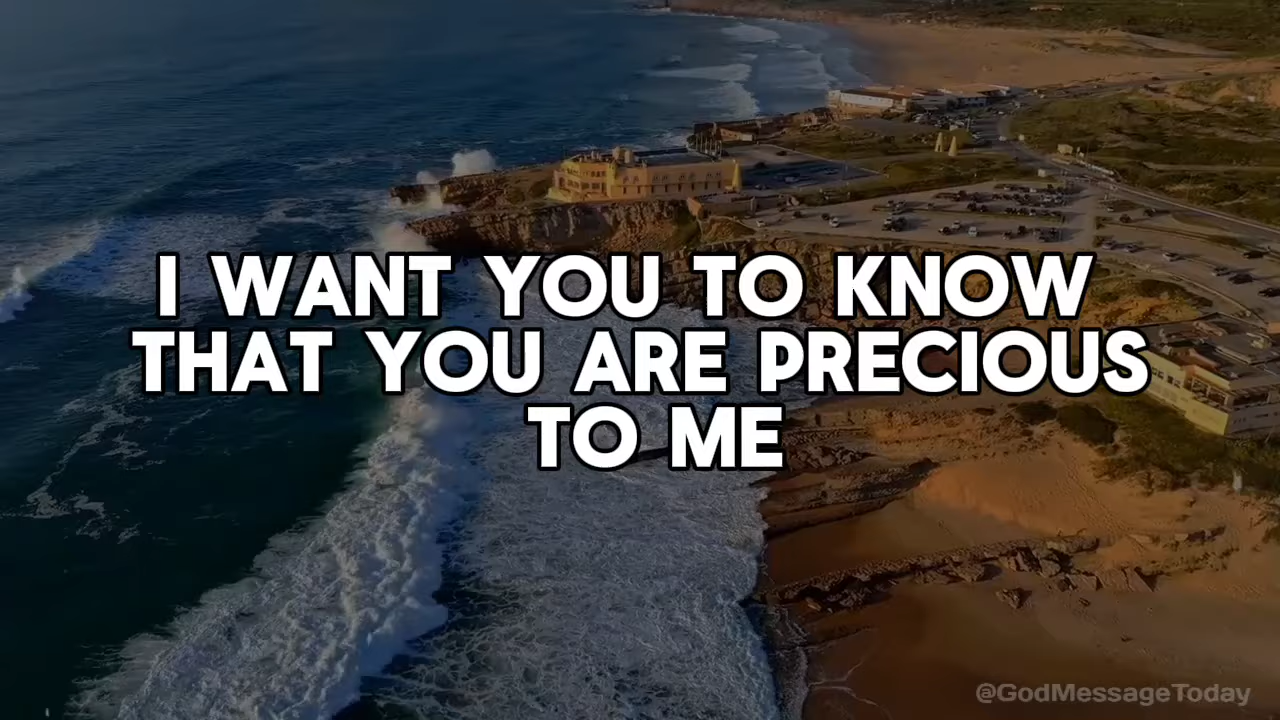 I WANT YOU TO KNOW
THAT YOU ARE PRECIOUS
TO ME
@GodMessageToday